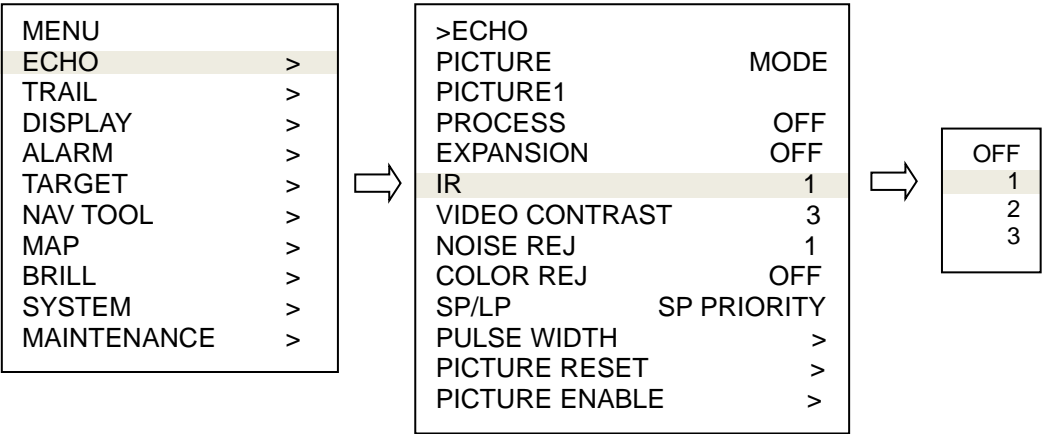 MENU
ECHO >
TRAIL >
DISPLAY >
ALARM >
TARGET >
NAV TOOL >
MAP >
BRILL >
SYSTEM >
MAINTENANCE >
>ECHO
PICTURE MODE
PICTURE1
PROCESS OFF
EXPANSION OFF
IR 1
VIDEO CONTRAST 3
NOISE REJ 1
COLOR REJ OFF
SP/LP SP PRIORITY
PULSE WIDTH >
PICTURE RESET >
PICTURE ENABLE >
OFF
1
2
3